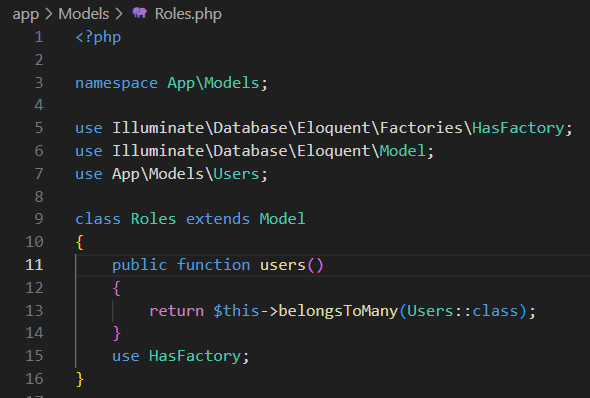 app > Models > Roles.php
1 <?php
2
3 namespace App\Models;
4
5 use Illuminate\Database\Eloquent\Factories\HasFactory;
6 use Illuminate\Database\Eloquent\Model;
7 use App\Models\Users;
8
9 class Roles extends Model
10 {
11     public function users()
12     {
13         return $this->belongsToMany(Users::class);
14     }
15     use HasFactory;
16 }
17